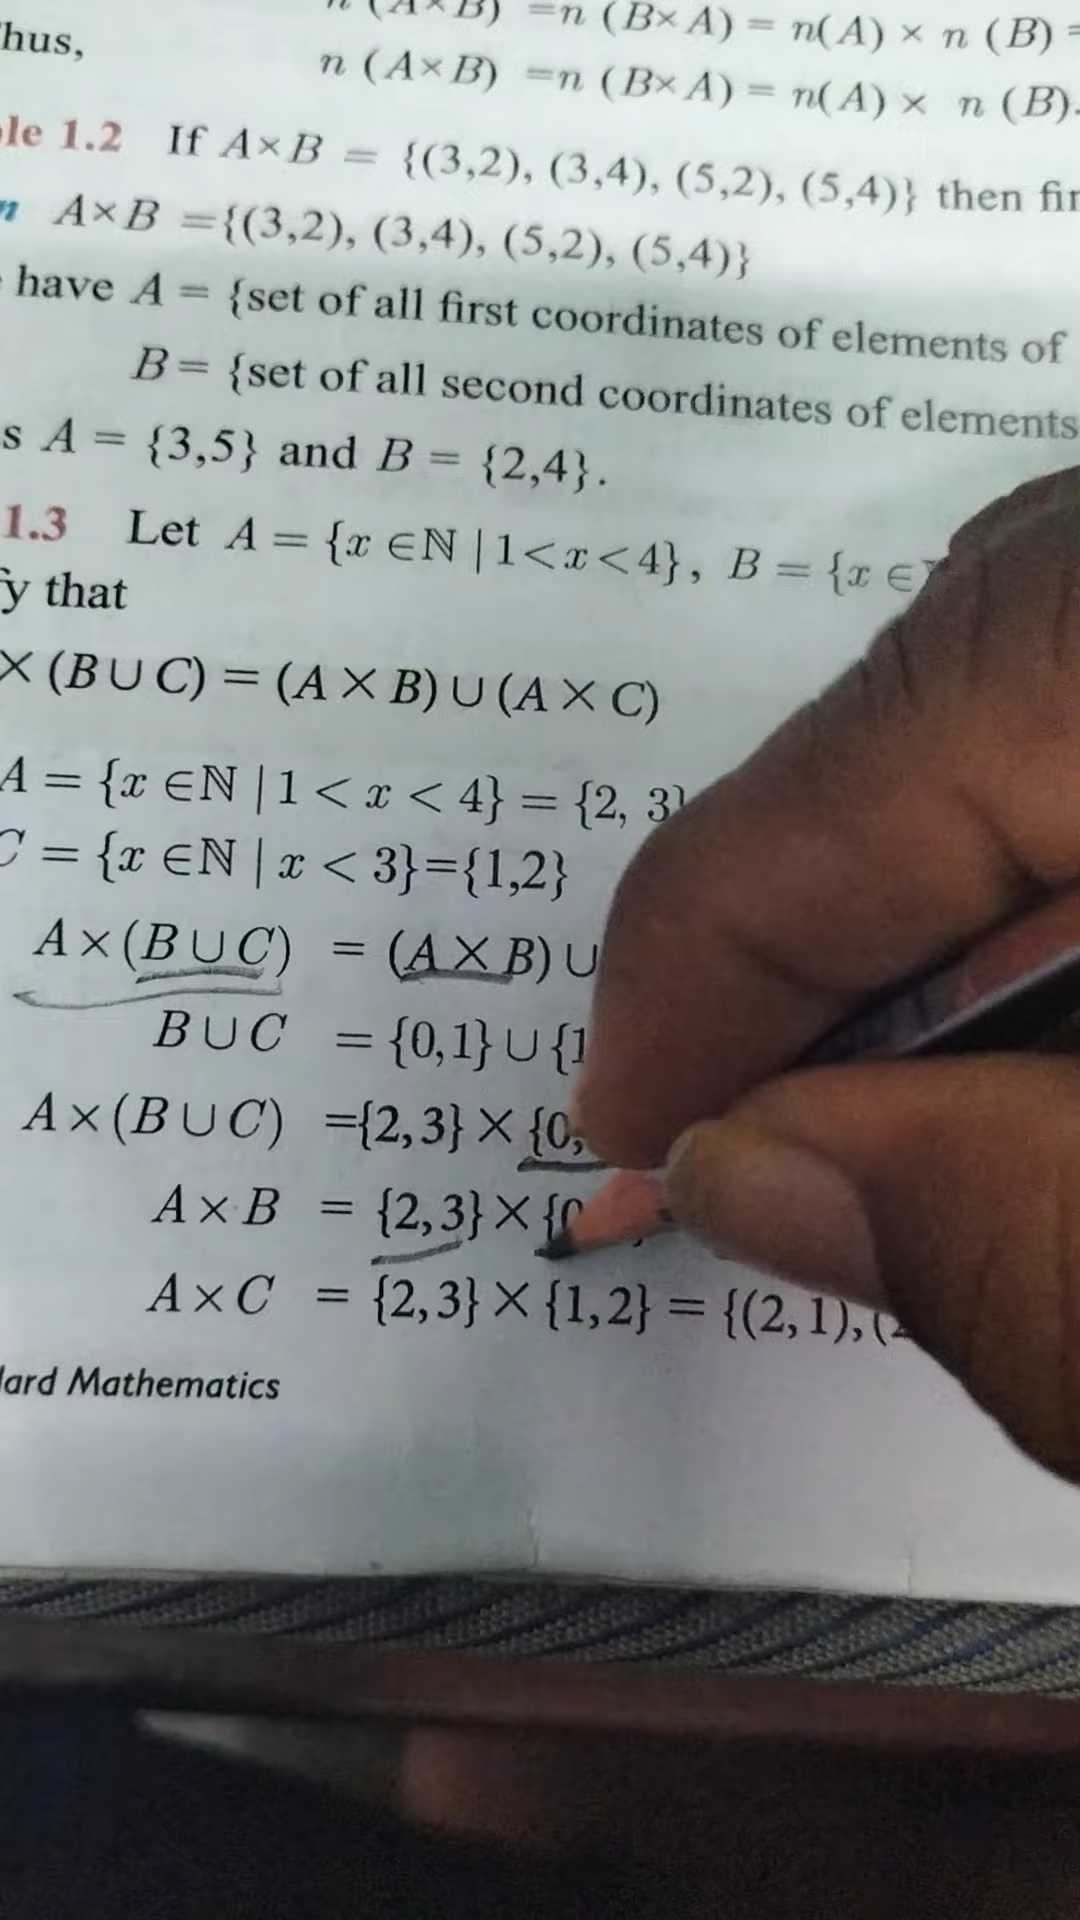 n (A×B) =n (B×A) = n(A) × n (B) =
hus,
n (A×B) =n (B×A) = n(A) × n (B).
le 1.2 If A×B = {(3,2), (3,4), (5,2), (5,4)} then
n A×B ={(3,2), (3,4), (5,2), (5,4)}
have A = {set of all first coordinates of elements of
B = {set of all second coordinates of elements
s A = {3,5} and B = {2,4}.
1.3 Let A = {x ∈ℕ | 1<x<4}, B = {x ∈
y that
× (B∪C) = (A×B)∪(A×C)
A = {x ∈ℕ | 1 < x < 4} = {2, 3}
C = {x ∈ℕ | x < 3}={1,2}
A×(B∪C) = (A×B)∪
B∪C = {0,1}∪{1
A×(B∪C) ={2,3}×{0,
A×B = {2,3}×{0
A×C = {2,3}×{1,2} = {(2,1),(2
dard Mathematics